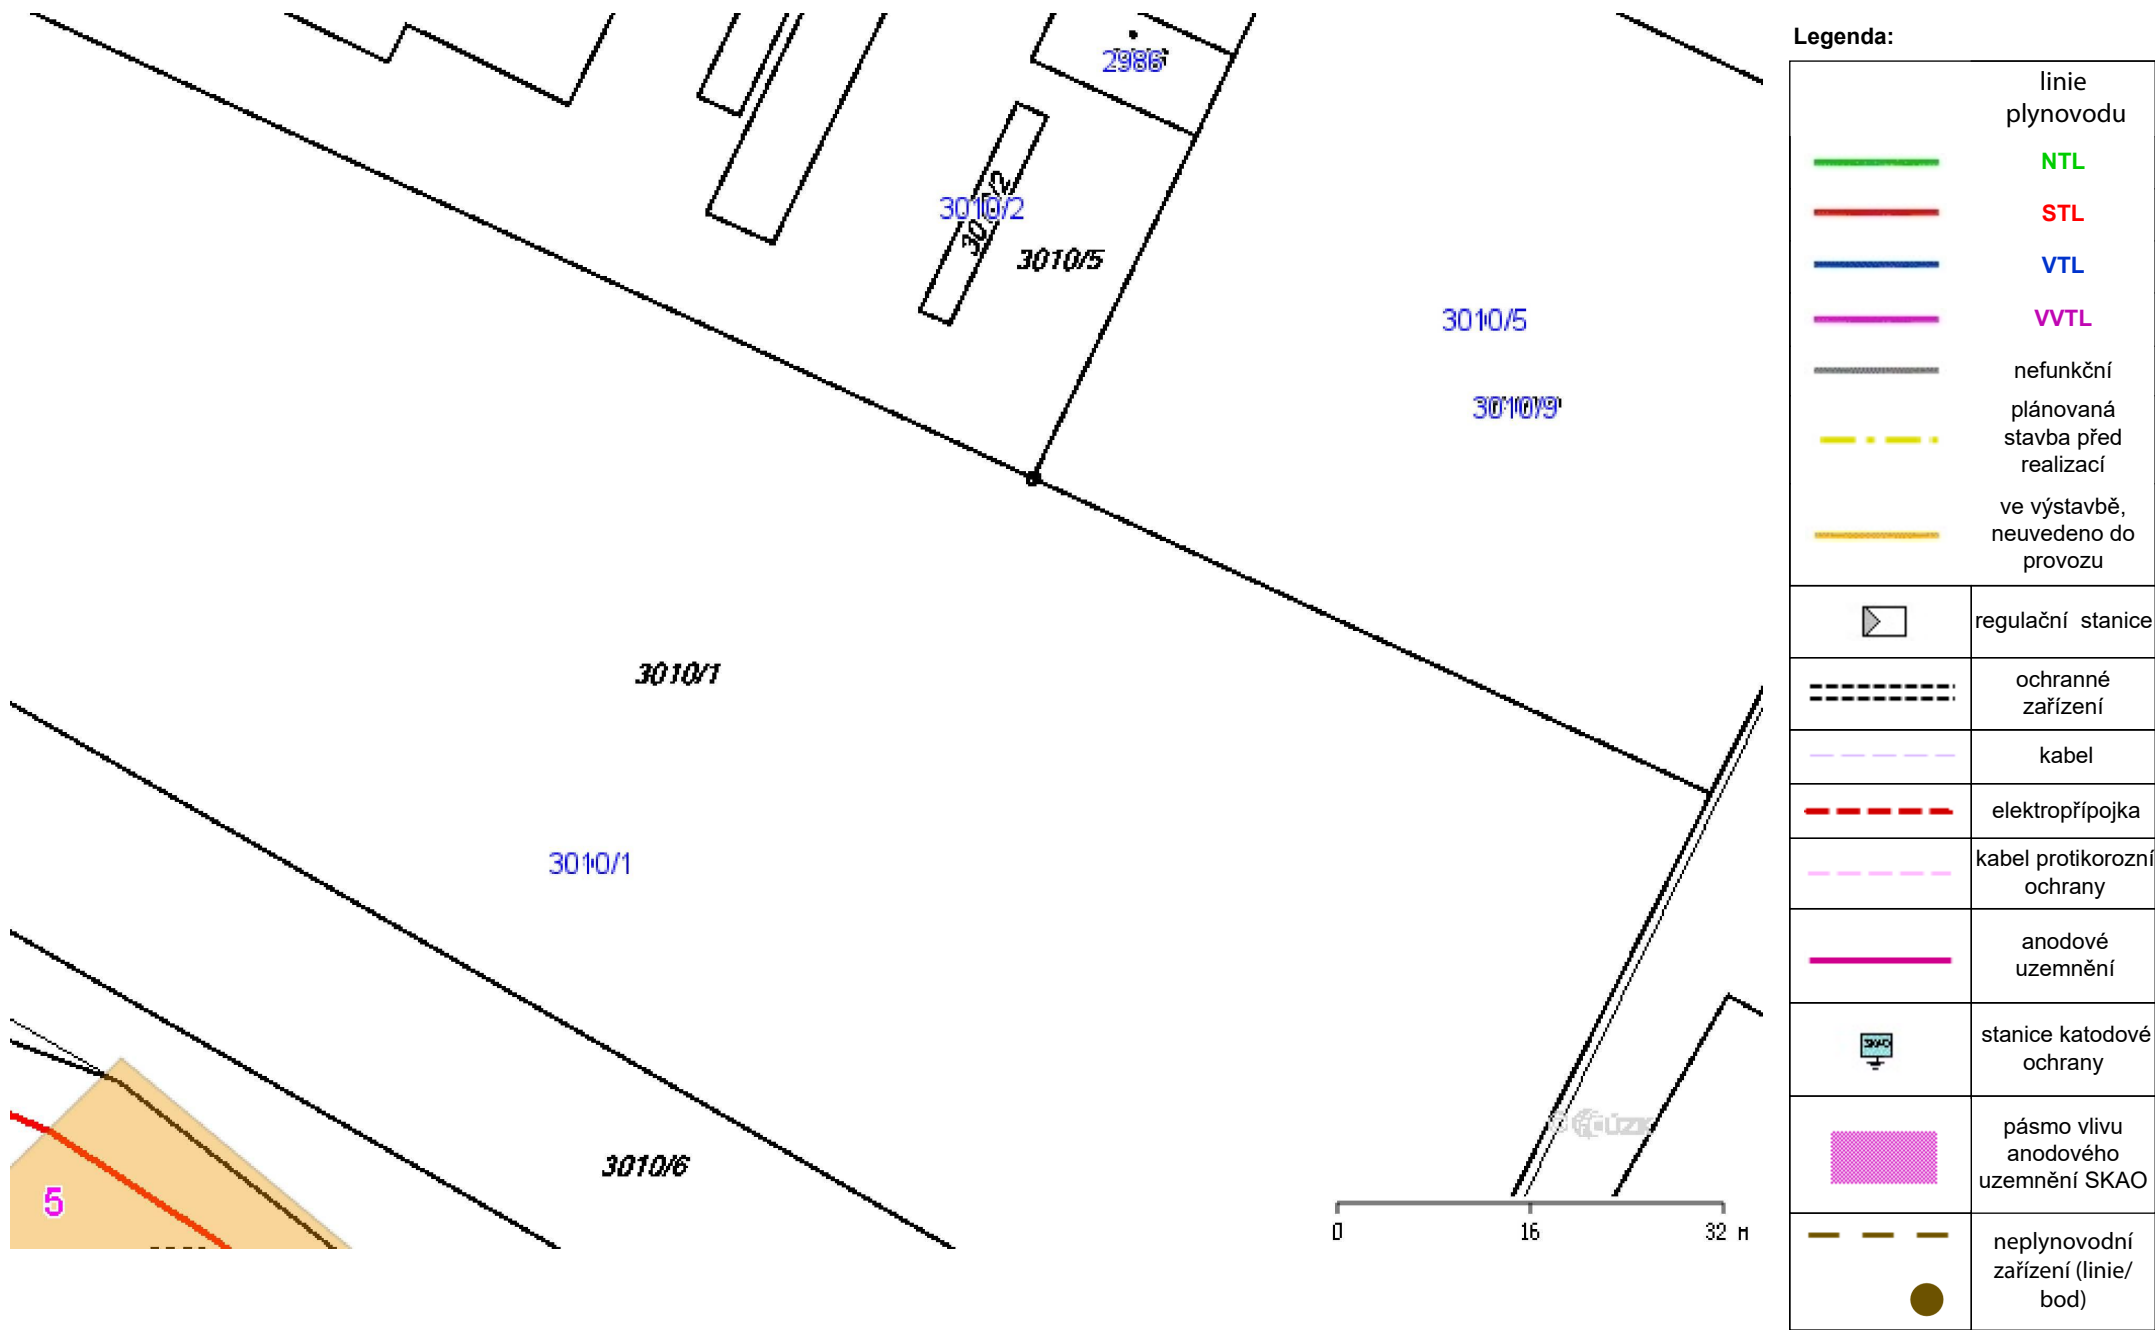 2986
3010/2
3010/2
3010/5
3010/5
3010/9
3010/1
3010/1
3010/6
5
0 16 32 m
Legenda:
linie
plynovodu
NTL
STL
VTL
VVTL
nefunkční
plánovaná
stavba před
realizací
ve výstavbě,
neuvedeno do
provozu
regulační stanice
ochranné
zařízení
kabel
elektropřípojka
kabel protikorozní
ochrany
anodové
uzemnění
SKAO
stanice katodové
ochrany
pásmo vlivu
anodového
uzemnění SKAO
neplynovodní
zařízení (linie/
bod)